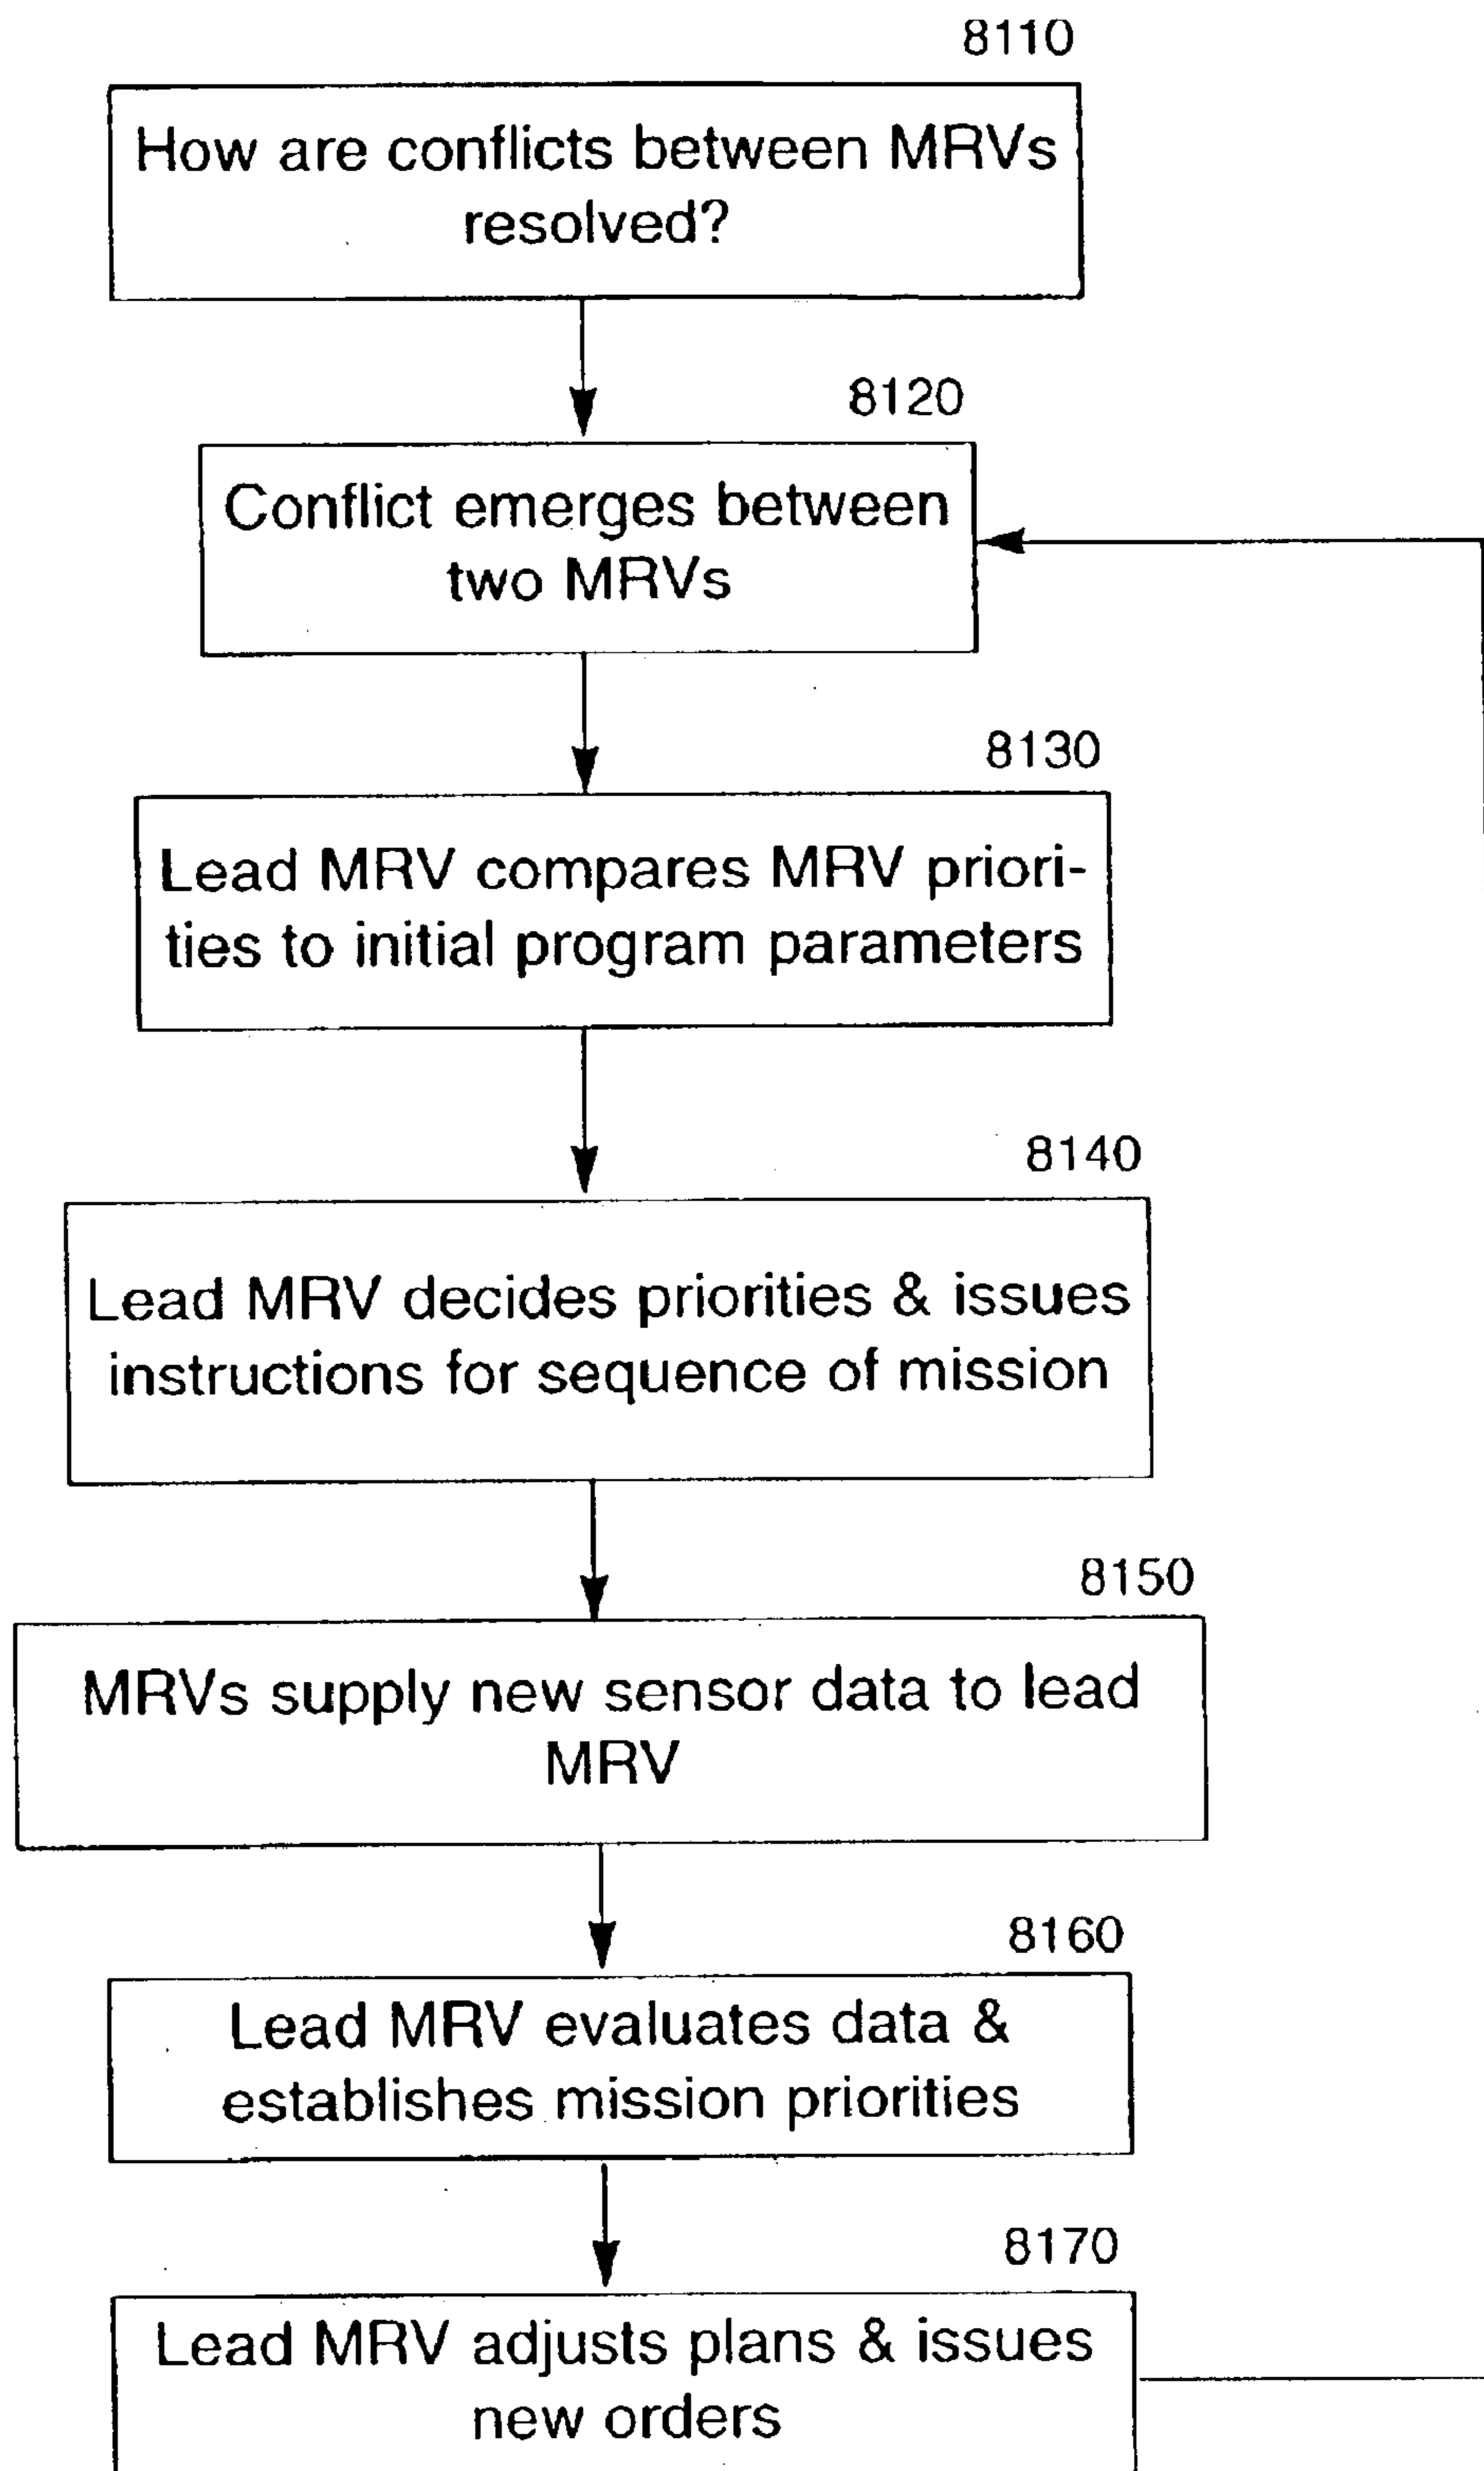 8110
How are conflicts between MRVs
resolved?
8120
Conflict emerges between
two MRVs
8130
Lead MRV compares MRV priori-
ties to initial program parameters
8140
Lead MRV decides priorities & issues
instructions for sequence of mission
8150
MRVs supply new sensor data to lead
MRV
8160
Lead MRV evaluates data &
establishes mission priorities
8170
Lead MRV adjusts plans & issues
new orders